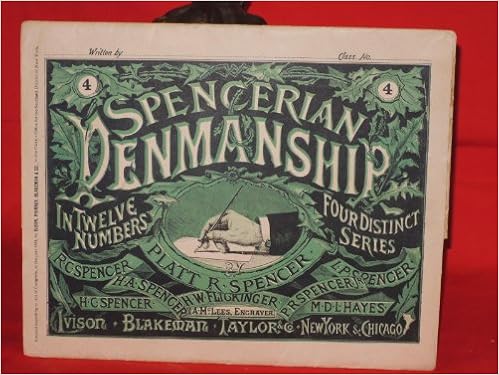 Written by
Class No.
4
4
SPENCERIAN
PENMANSHIP
IN TWELVE
NUMBERS
FOUR DISTINCT
SERIES
BY
PLATT R. SPENCER
R.C. SPENCER
H.A. SPENCER
H.C. SPENCER
H.W. FLICKINGER
P.R. SPENCER
L.P. SPENCER
M.D.L. HAYES
A. McLEES, ENGRAVER.
IVISON · BLAKEMAN · TAYLOR & CO · NEW YORK & CHICAGO